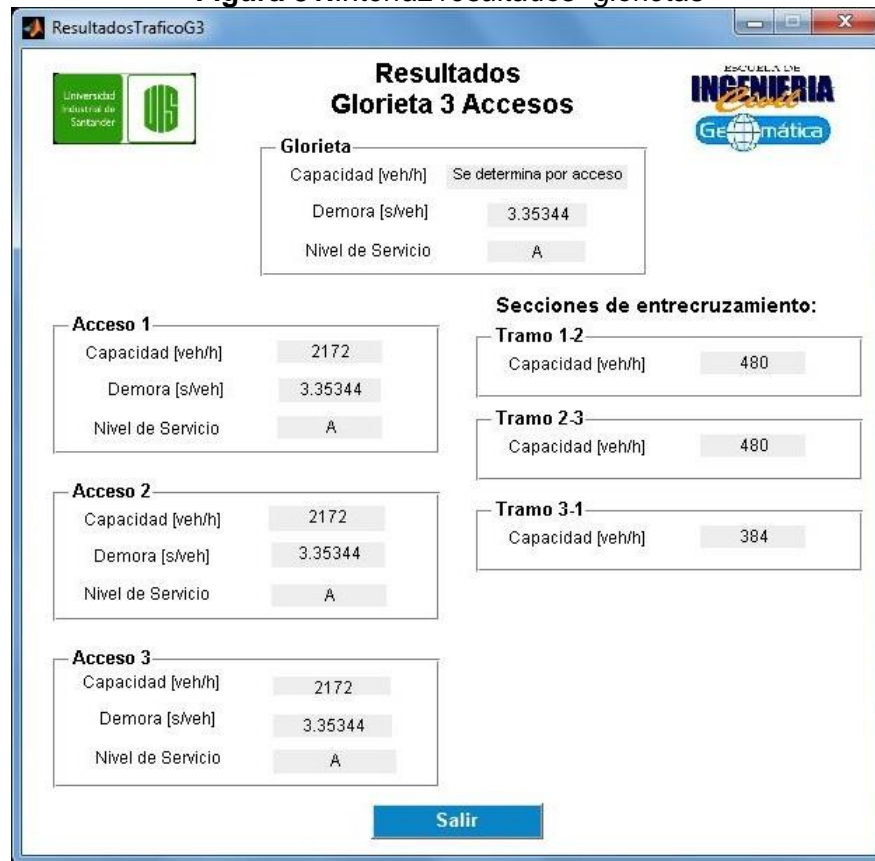 ResultadosTraficoG3
Universidad
Industrial de
Santander
UIS
Resultados
Glorieta 3 Accesos
ESCUELA DE
INGENIERIA
Civil
Geomática
Glorieta
Capacidad [veh/h] Se determina por acceso
Demora [s/veh] 3.35344
Nivel de Servicio A
Acceso 1
Capacidad [veh/h] 2172
Demora [s/veh] 3.35344
Nivel de Servicio A
Acceso 2
Capacidad [veh/h] 2172
Demora [s/veh] 3.35344
Nivel de Servicio A
Acceso 3
Capacidad [veh/h] 2172
Demora [s/veh] 3.35344
Nivel de Servicio A
Secciones de entrecruzamiento:
Tramo 1-2
Capacidad [veh/h] 480
Tramo 2-3
Capacidad [veh/h] 480
Tramo 3-1
Capacidad [veh/h] 384
Salir